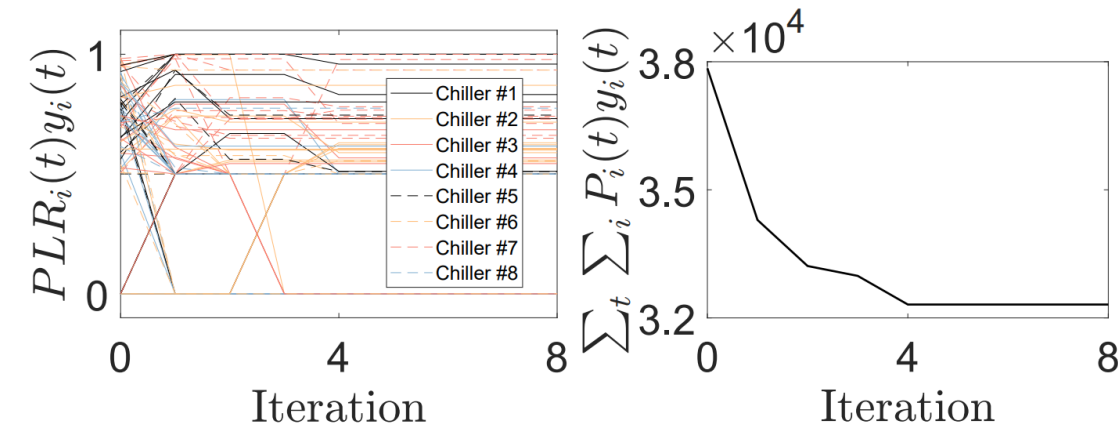 PLR_i(t)y_i(t)
1
0
0
4
8
Iteration
Chiller #1
Chiller #2
Chiller #3
Chiller #4
Chiller #5
Chiller #6
Chiller #7
Chiller #8
∑_t ∑_i P_i(t)y_i(t)
×10^4
3.8
3.5
3.2
0
4
8
Iteration